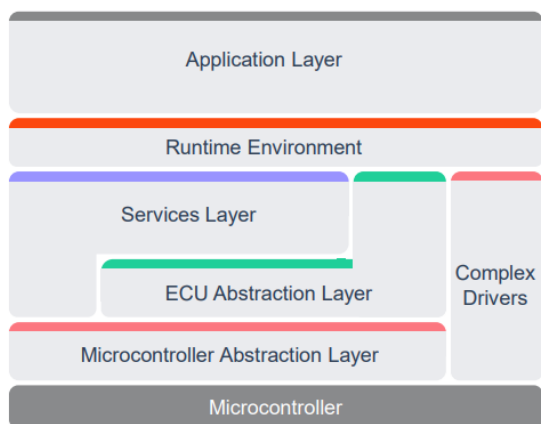 Application Layer
Runtime Environment
Services Layer
ECU Abstraction Layer
Complex
Drivers
Microcontroller Abstraction Layer
Microcontroller